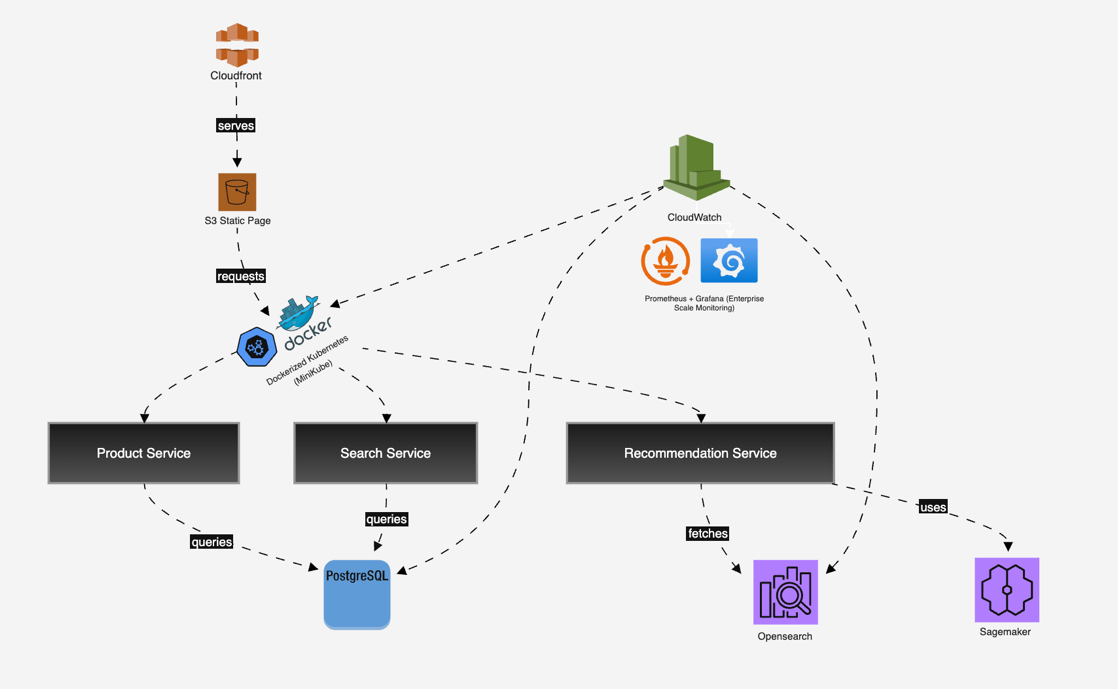 Cloudfront
serves
S3 Static Page
requests
docker
Dockerized Kubernetes
(MiniKube)
CloudWatch
Prometheus + Grafana (Enterprise
Scale Monitoring)
Product Service
Search Service
Recommendation Service
queries
queries
fetches
uses
PostgreSQL
Opensearch
Sagemaker